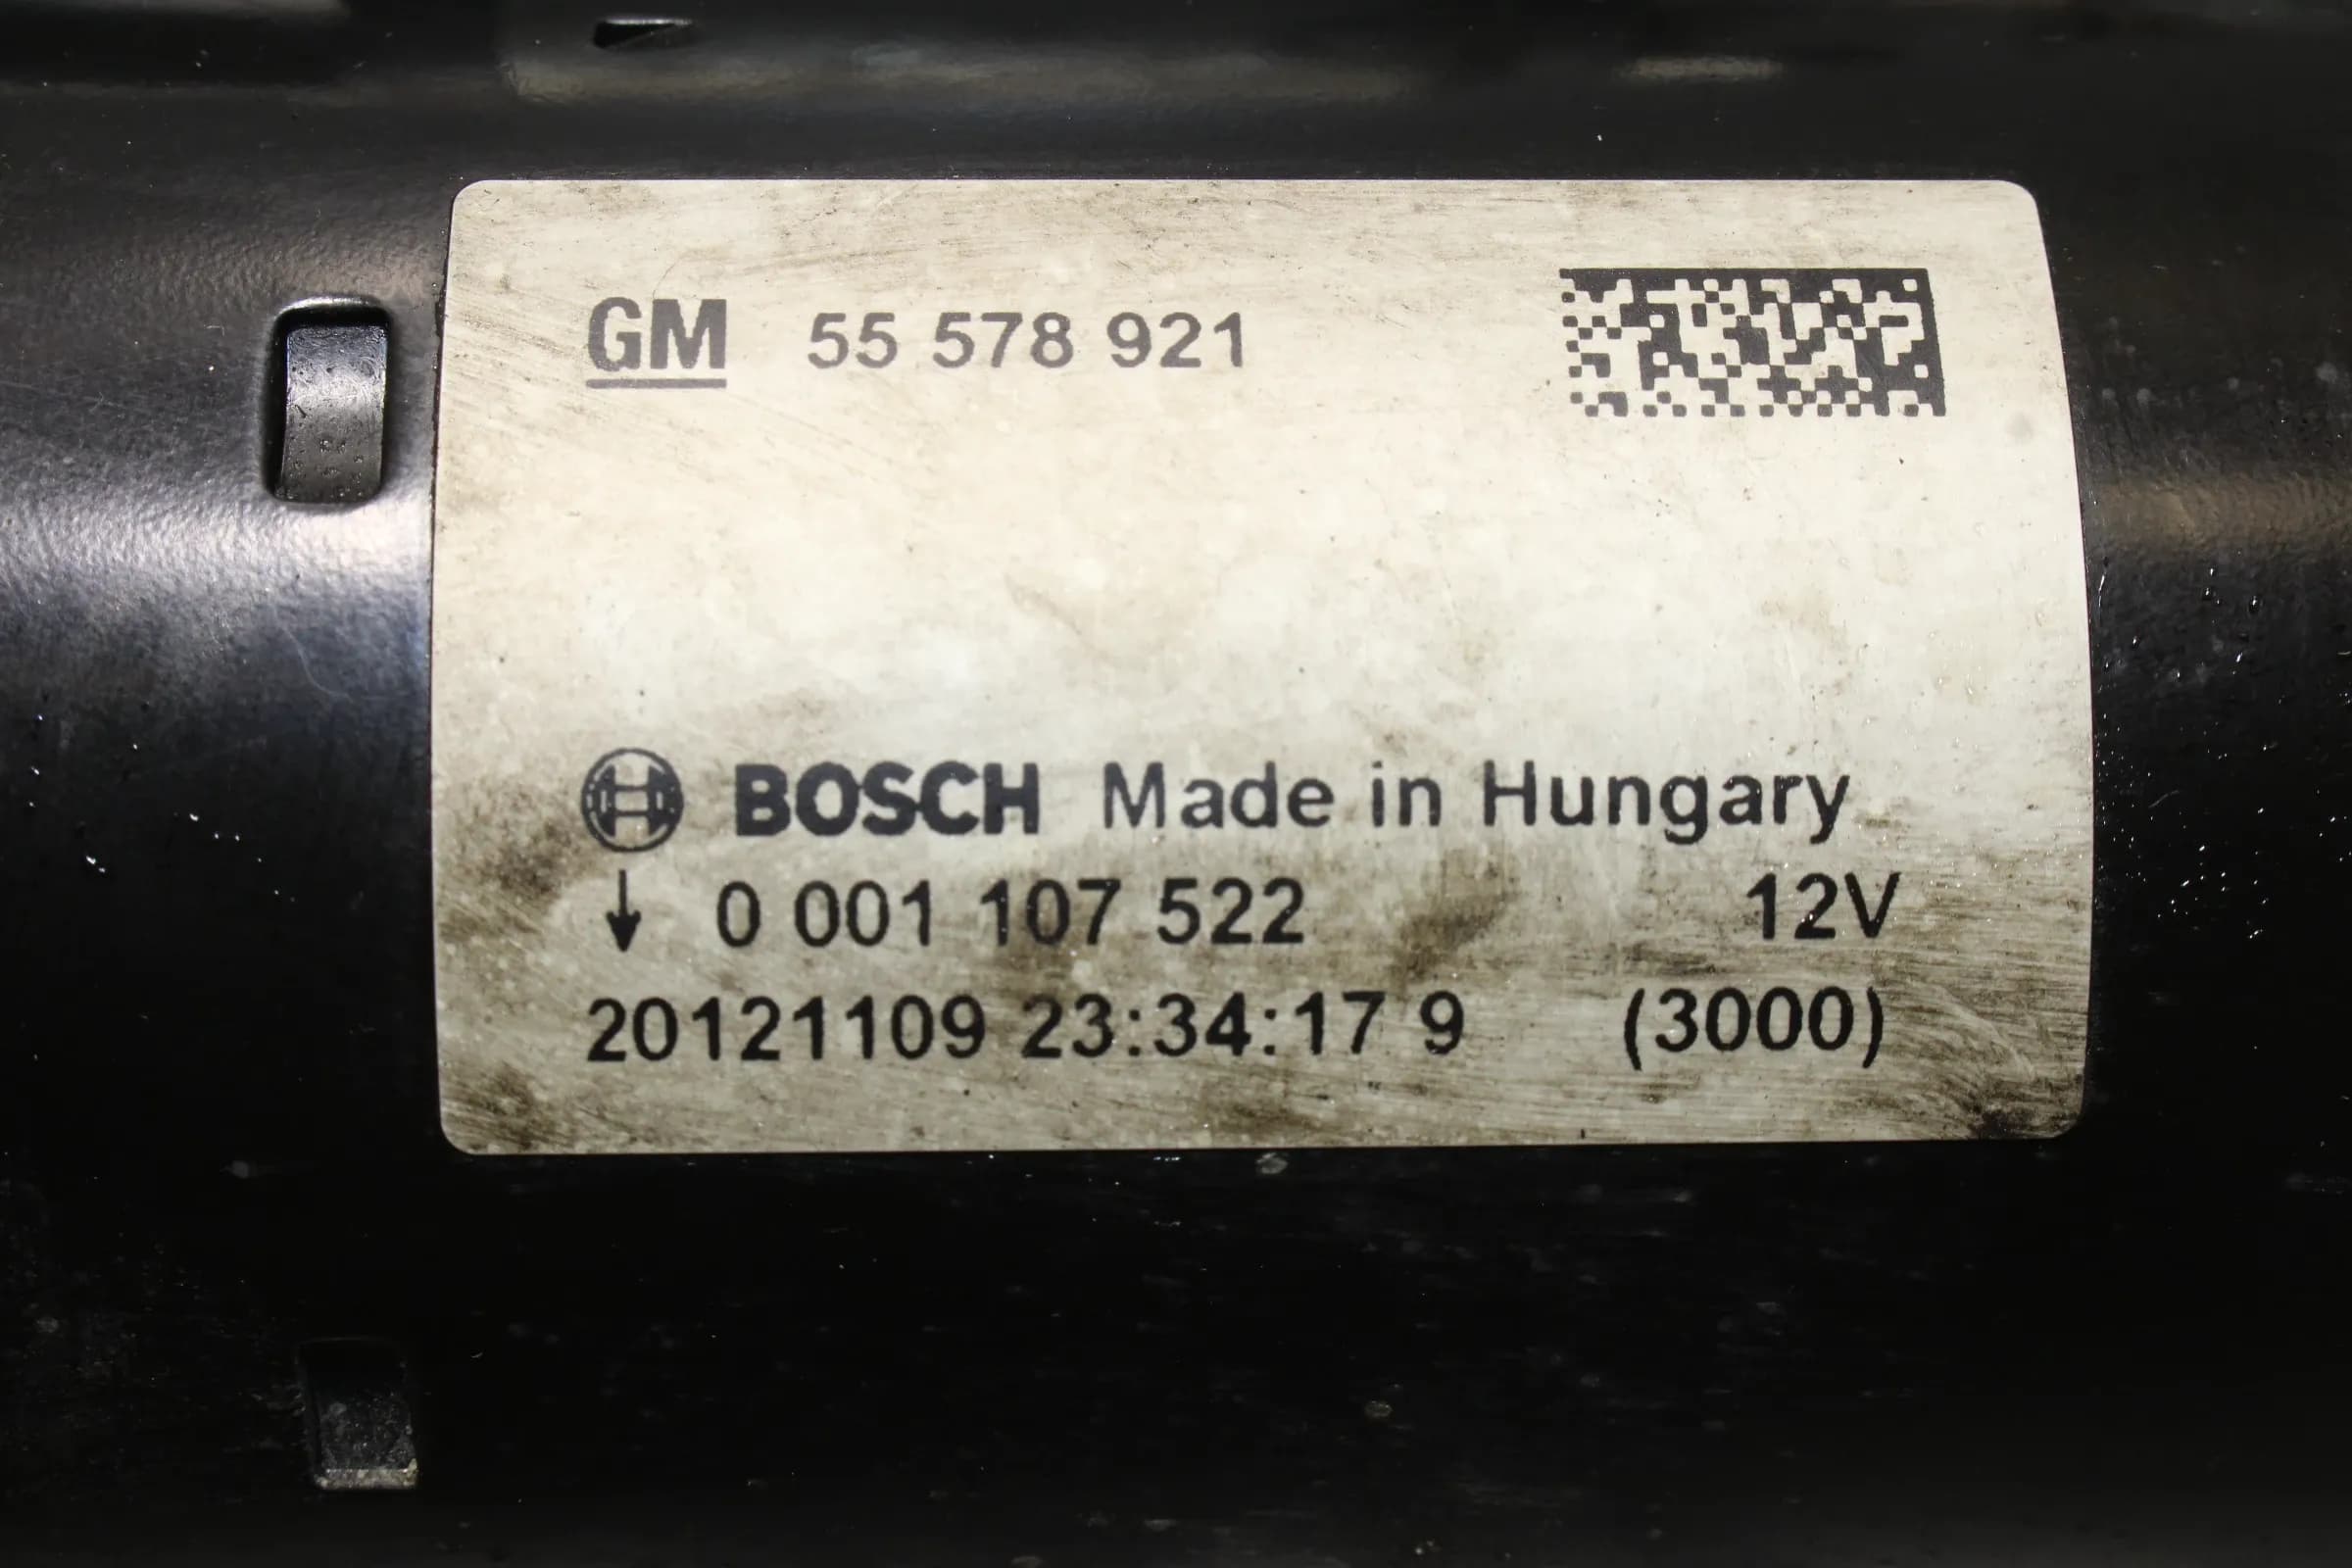 GM 55 578 921
BOSCH Made in Hungary
↓ 0 001 107 522 12V
20121109 23:34:17 9 (3000)